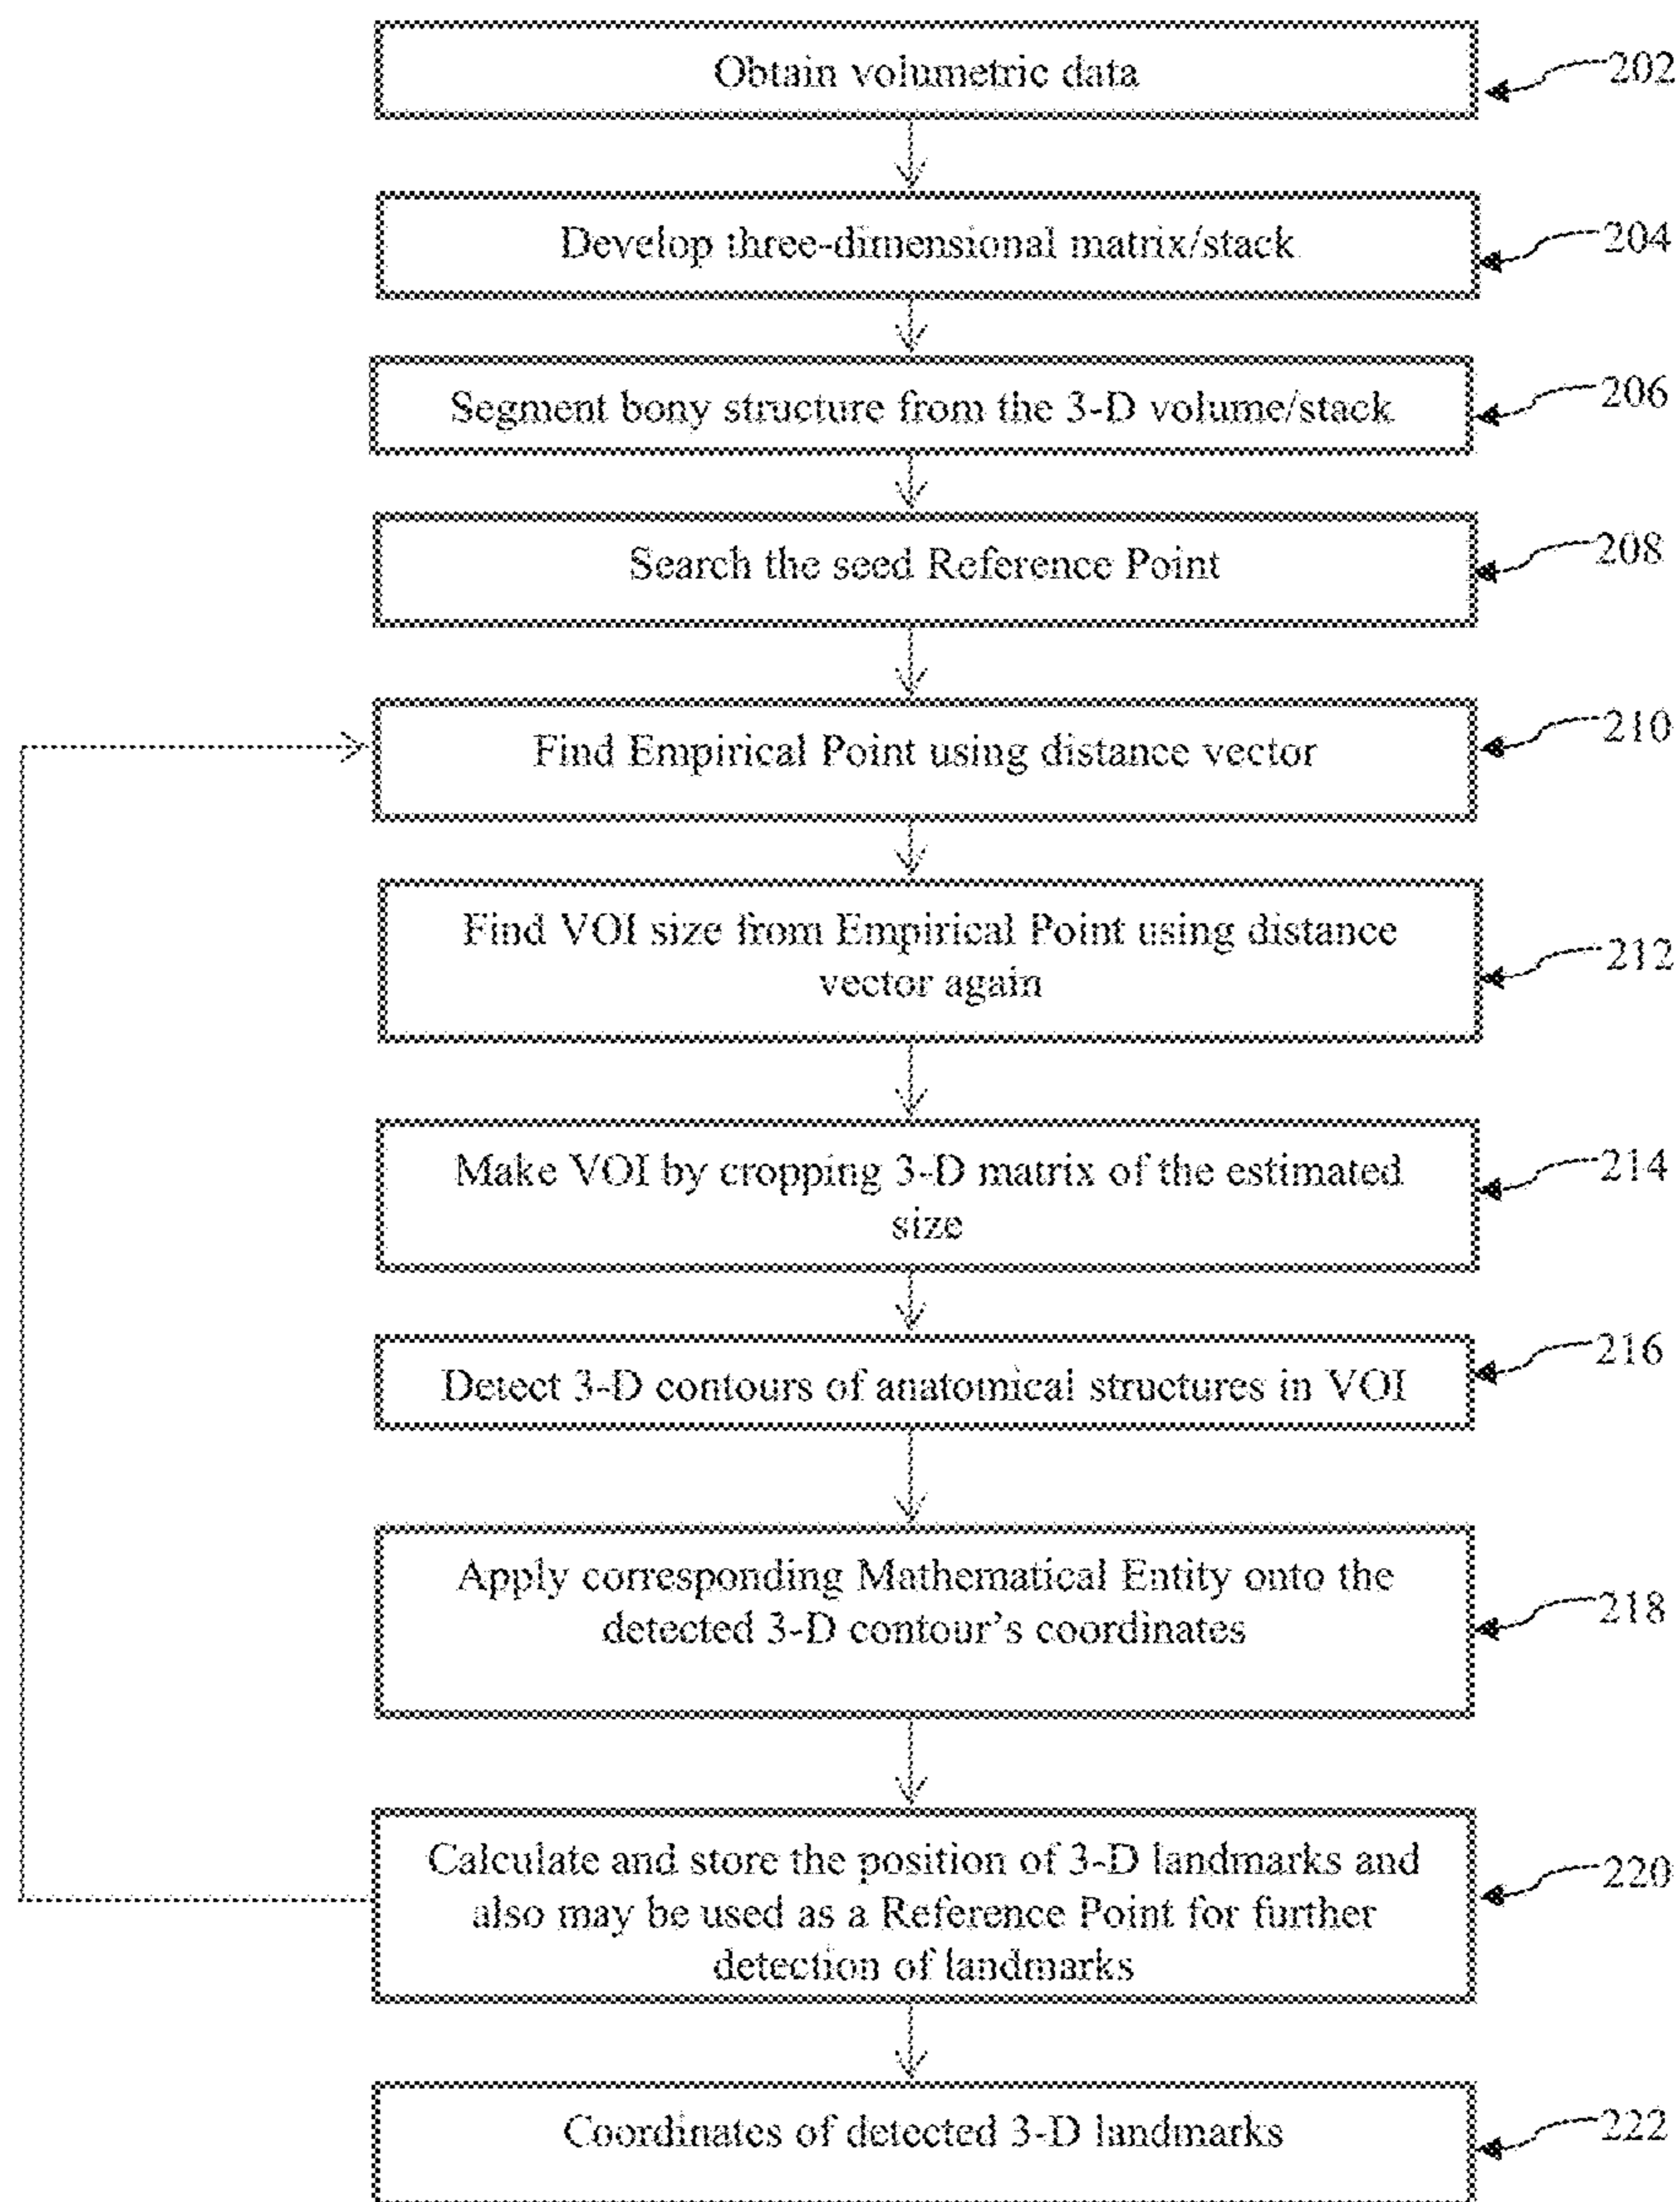 Obtain volumetric data
202
Develop three-dimensional matrix/stack
204
Segment bony structure from the 3-D volume/stack
206
Search the seed Reference Point
208
Find Empirical Point using distance vector
210
Find VOI size from Empirical Point using distance
vector again
212
Make VOI by cropping 3-D matrix of the estimated
size
214
Detect 3-D contours of anatomical structures in VOI
216
Apply corresponding Mathematical Entity onto the
detected 3-D contour's coordinates
218
Calculate and store the position of 3-D landmarks and
also may be used as a Reference Point for further
detection of landmarks
220
Coordinates of detected 3-D landmarks
222